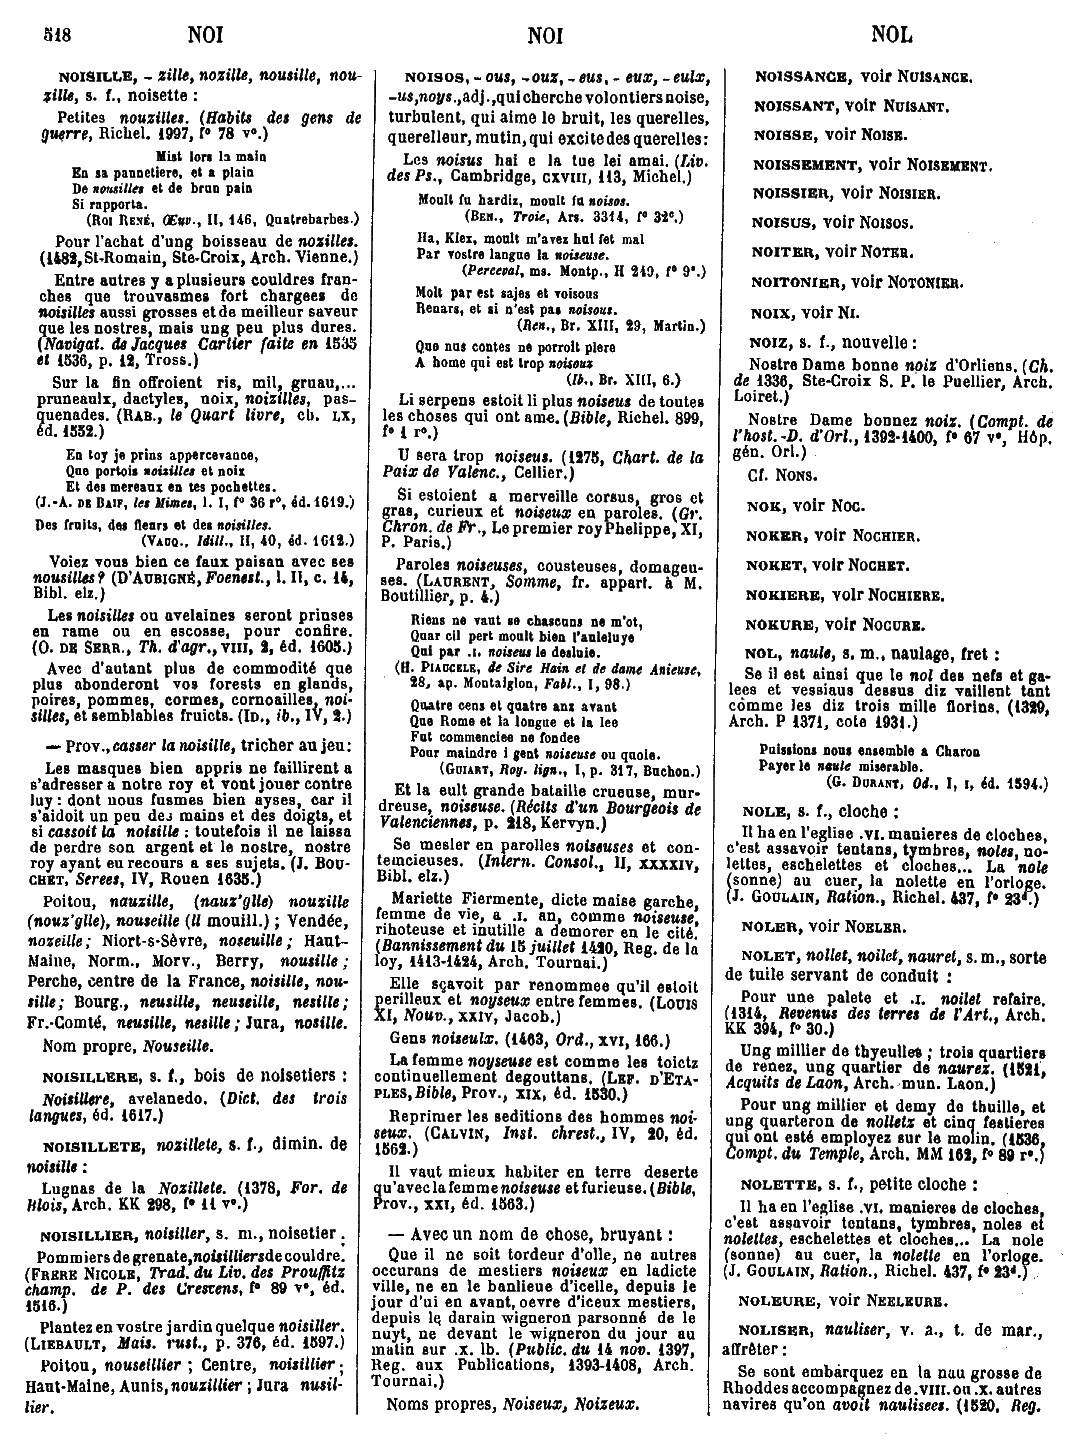 518 NOI NOI NOL
NOISILLE, - zille, nozille, nousille, nou-
zille, s. f., noisette :
Petites nouzilles. (Habits des gens de
guerre, Richel. 1997, f° 78 v°.)
Mist lors la main
En sa pannetiere, et a plain
De nousilles et de brun pain
Si rapporta.
(ROI RENÉ, Œuv., II, 146, Quatrebarbes.)
Pour l'achat d'ung boisseau de nozilles.
(1482, St-Romain, Ste-Croix, Arch. Vienne.)
Entre autres y a plusieurs couldres fran-
ches que trouvasmes fort chargees de
noisilles aussi grosses et de meilleur saveur
que les nostres, mais ung peu plus dures.
(Navigat. de Jacques Cartier faite en 1535
et 1536, p. 12, Tross.)
Sur la fin offroient ris, mil, gruau,...
pruneaulx, dactyles, noix, noizilles, pas-
quenades. (RAB., le Quart livre, ch. LX,
éd. 1552.)
En toy je prins appercevance,
Que portois noizilles et noix
Et des mereaux en tes pochettes.
(J.-A. DE BAIF, les Mimes, l. I, f° 36 r°, éd. 1619.)
Des fruits, des fleurs et des noisilles.
(VAUQ., Idill., II, 40, éd. 1612.)
Voiez vous bien ce faux paisan avec ses
nousilles ? (D'AUBIGNÉ, Foenest., l. II, c. 14,
Bibl. elz.)
Les noisilles ou avelaines seront prinses
en rame ou en escosse, pour confire.
(O. DE SERR., Th. d'agr., VIII, 2, éd. 1605.)
Avec d'autant plus de commodité que
plus abonderont vos forests en glands,
poires, pommes, cormes, cornoailles, noi-
silles, et semblables fruicts. (ID., ib., IV, 2.)
— Prov., casser la noisille, tricher au jeu :
Les masques bien appris ne faillirent a
s'adresser a notre roy et vont jouer contre
luy : dont nous fusmes bien ayses, car il
s'aidoit un peu des mains et des doigts, et
si cassoit la noisille : toutefois il ne laissa
de perdre son argent et le nostre, nostre
roy ayant eu recours a ses sujets. (J. BOU-
CHET, Serees, IV, Rouen 1635.)
Poitou, nauzille, (nauz'glle) nouzille
(nouz'glle), nouseille (ll mouill.) ; Vendée,
nozeille ; Niort-s-Sèvre, noseuille ; Haut-
Maine, Norm., Morv., Berry, nousille ;
Perche, centre de la France, noisille, nou-
sille ; Bourg., neusille, neuseille, nesille ;
Fr.-Comté, neusille, nesille ; Jura, nosille.
Nom propre, Nouseille.
NOISILLERE, s. f., bois de noisetiers :
Noisillere, avelanedo. (Dict. des trois
langues, éd. 1617.)
NOISILLETE, nozillete, s. f., dimin. de
noisille :
Lugnas de la Nozillete. (1378, For. de
Blois, Arch. KK 298, f° 11 v°.)
NOISILLIER, noisiller, s. m., noisetier :
Pommiers de grenate, noisilliers de couldre.
(FRERE NICOLE, Trad. du Liv. des Prouffitz
champ. de P. des Crescens, f° 89 v°, éd.
1516.)
Plantez en vostre jardin quelque noisiller.
(LIEBAULT, Mais. rust., p. 376, éd. 1597.)
Poitou, nouseillier ; Centre, noisillier ;
Haut-Maine, Aunis, nouzillier ; Jura nusil-
lier.
NOISOS, - ous, - ouz, - eus, - eux, - eulx,
-us, noys., adj., qui cherche volontiers noise,
turbulent, qui aime le bruit, les querelles,
querelleur, mutin, qui excite des querelles :
Les noisus hai e la tue lei amai. (Liv.
des Ps., Cambridge, CXVIII, 113, Michel.)
Moult fu hardiz, moult fu noisos.
(BEN., Troie, Ars. 3314, f° 32c.)
Ha, Kiex, moult m'avez hui fet mal
Par vostre langue la noiseuse.
(Perceval, ms. Montp., H 249, f° 9a.)
Molt par est sajes et voisous
Renars, et si n'est pas noisous.
(Ren., Br. XIII, 29, Martin.)
Que nus contes ne porroit plere
A home qui est trop noisoux
(Ib., Br. XIII, 6.)
Li serpens estoit li plus noiseus de toutes
les choses qui ont ame. (Bible, Richel. 899,
f° 1 r°.)
U sera trop noiseus. (1275, Chart. de la
Paix de Valenc., Cellier.)
Si estoient a merveille corsus, gros et
gras, curieux et noiseux en paroles. (Gr.
Chron. de Fr., Le premier roy Phelippe, XI,
P. Paris.)
Paroles noiseuses, cousteuses, domageu-
ses. (LAURENT, Somme, fr. appart. à M.
Boutillier, p. 4.)
Riens ne vaut se chascuns ne m'ot,
Quar cil pert moult bien l'anleluye
Qui par .I. noiseus le desluie.
(H. PIAUCELE, de Sire Hain et de dame Anieuse,
28, ap. Montaiglon, Fabl., I, 98.)
Quatre cens et quatre anz avant
Que Rome et la longue et la lee
Fut commenciee ne fondee
Pour maindre i gent noiseuse ou quoie.
(GUIART, Roy. lign., I, p. 317, Buchon.)
Et la eult grande bataille crueuse, mur-
dreuse, noiseuse. (Récits d'un Bourgeois de
Valenciennes, p. 218, Kervyn.)
Se mesler en parolles noiseuses et con-
temcieuses. (Intern. Consol., II, XXXXIV,
Bibl. elz.)
Mariette Fiermente, dicte maise garche,
femme de vie, a .I. an, comme noiseuse,
rihoteuse et inutille a demorer en le cité.
(Bannissement du 15 juillet 1420, Reg. de la
loy, 1413-1424, Arch. Tournai.)
Elle sçavoit par renommee qu'il estoit
perilleux et noyseux entre femmes. (LOUIS
XI, Nouv., XXIV, Jacob.)
Gens noiseulx. (1463, Ord., XVI, 166.)
La femme noyseuse est comme les toictz
continuellement degouttans. (LEF. D'ETA-
PLES, Bible, Prov., XIX, éd. 1530.)
Reprimer les seditions des hommes noi-
seux. (CALVIN, Inst. chrest., IV, 20, éd.
1562.)
Il vaut mieux habiter en terre deserte
qu'avec la femme noiseuse et furieuse. (Bible,
Prov., XXI, éd. 1563.)
— Avec un nom de chose, bruyant :
Que il ne soit tordeur d'olle, ne autres
occurans de mestiers noiseux en ladicte
ville, ne en le banlieue d'icelle, depuis le
jour d'ui en avant, oevre d'iceux mestiers,
depuis le darain wigneron parsonné de le
nuyt, ne devant le wigneron du jour au
matin sur .X. lb. (Public. du 14 nov. 1397,
Reg. aux Publications, 1393-1408, Arch.
Tournai.)
Noms propres, Noiseux, Noizeux.
NOISSANCE, voir NUISANCE.
NOISSANT, voir NUISANT.
NOISSE, voir NOISE.
NOISSEMENT, voir NOISEMENT.
NOISSIER, voir NOISIER.
NOISUS, voir NOISOS.
NOITER, voir NOTER.
NOITONIER, voir NOTONIER.
NOIX, voir NI.
NOIZ, s. f., nouvelle :
Nostre Dame bonne noiz d'Orliens. (Ch.
de 1336, Ste-Croix S. P. le Puellier, Arch.
Loiret.)
Nostre Dame bonnez noiz. (Compt. de
l'host.-D. d'Orl., 1392-1400, f° 67 v°, Hôp.
gén. Orl.)
Cf. NONS.
NOK, voir NOC.
NOKER, voir NOCHIER.
NOKET, voir NOCHET.
NOKIERE, voir NOCHIERE.
NOKURE, voir NOCURE.
NOL, naule, s. m., naulage, fret :
Se il est ainsi que le nol des nefs et ga-
lees et vessiaus dessus diz vaillent tant
comme les diz trois mille florins. (1329,
Arch. P 1371, cote 1931.)
Puissions nous ensemble a Charon
Payer le naule miserable.
(G. DURANT, Od., I, I, éd. 1594.)
NOLE, s. f., cloche :
Il ha en l'eglise .VI. manieres de cloches,
c'est assavoir tentans, tymbres, noles, no-
lettes, eschelettes et cloches... La nole
(sonne) au cuer, la nolette en l'orloge.
(J. GOULAIN, Ration., Richel. 437, f° 23d.)
NOLER, voir NOELER.
NOLET, nollet, noilet, nauret, s. m., sorte
de tuile servant de conduit :
Pour une palete et .I. noilet refaire.
(1314, Revenus des terres de l'Art., Arch.
KK 394, f° 30.)
Ung millier de thyeulles ; trois quartiers
de renez, ung quartier de naurez. (1521,
Acquits de Laon, Arch. mun. Laon.)
Pour ung millier et demy de thuille, et
ung quarteron de nolletz et cinq festieres
qui ont esté employez sur le molin. (1536,
Compt. du Temple, Arch. MM 162, f° 89 r°.)
NOLETTE, s. f., petite cloche :
Il ha en l'eglise .VI. manieres de cloches,
c'est assavoir tentans, tymbres, noles et
nolettes, eschelettes et cloches... La nole
(sonne) au cuer, la nolette en l'orloge.
(J. GOULAIN, Ration., Richel. 437, f° 23d.)
NOLEURE, voir NEELEURE.
NOLISER, nauliser, v. a., t. de mar.,
affrêter :
Se sont embarquez en la nau grosse de
Rhoddes accompagnez de .VIII. ou .X. autres
navires qu'on avoit naulisees. (1520, Reg.